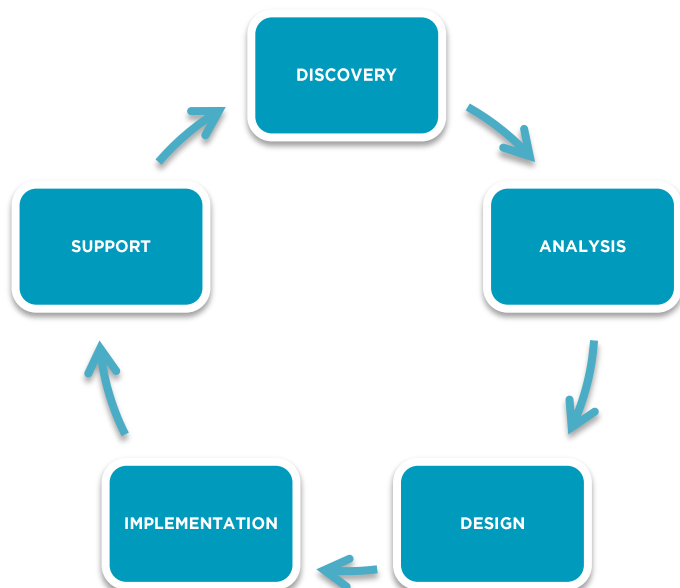 DISCOVERY
ANALYSIS
DESIGN
IMPLEMENTATION
SUPPORT